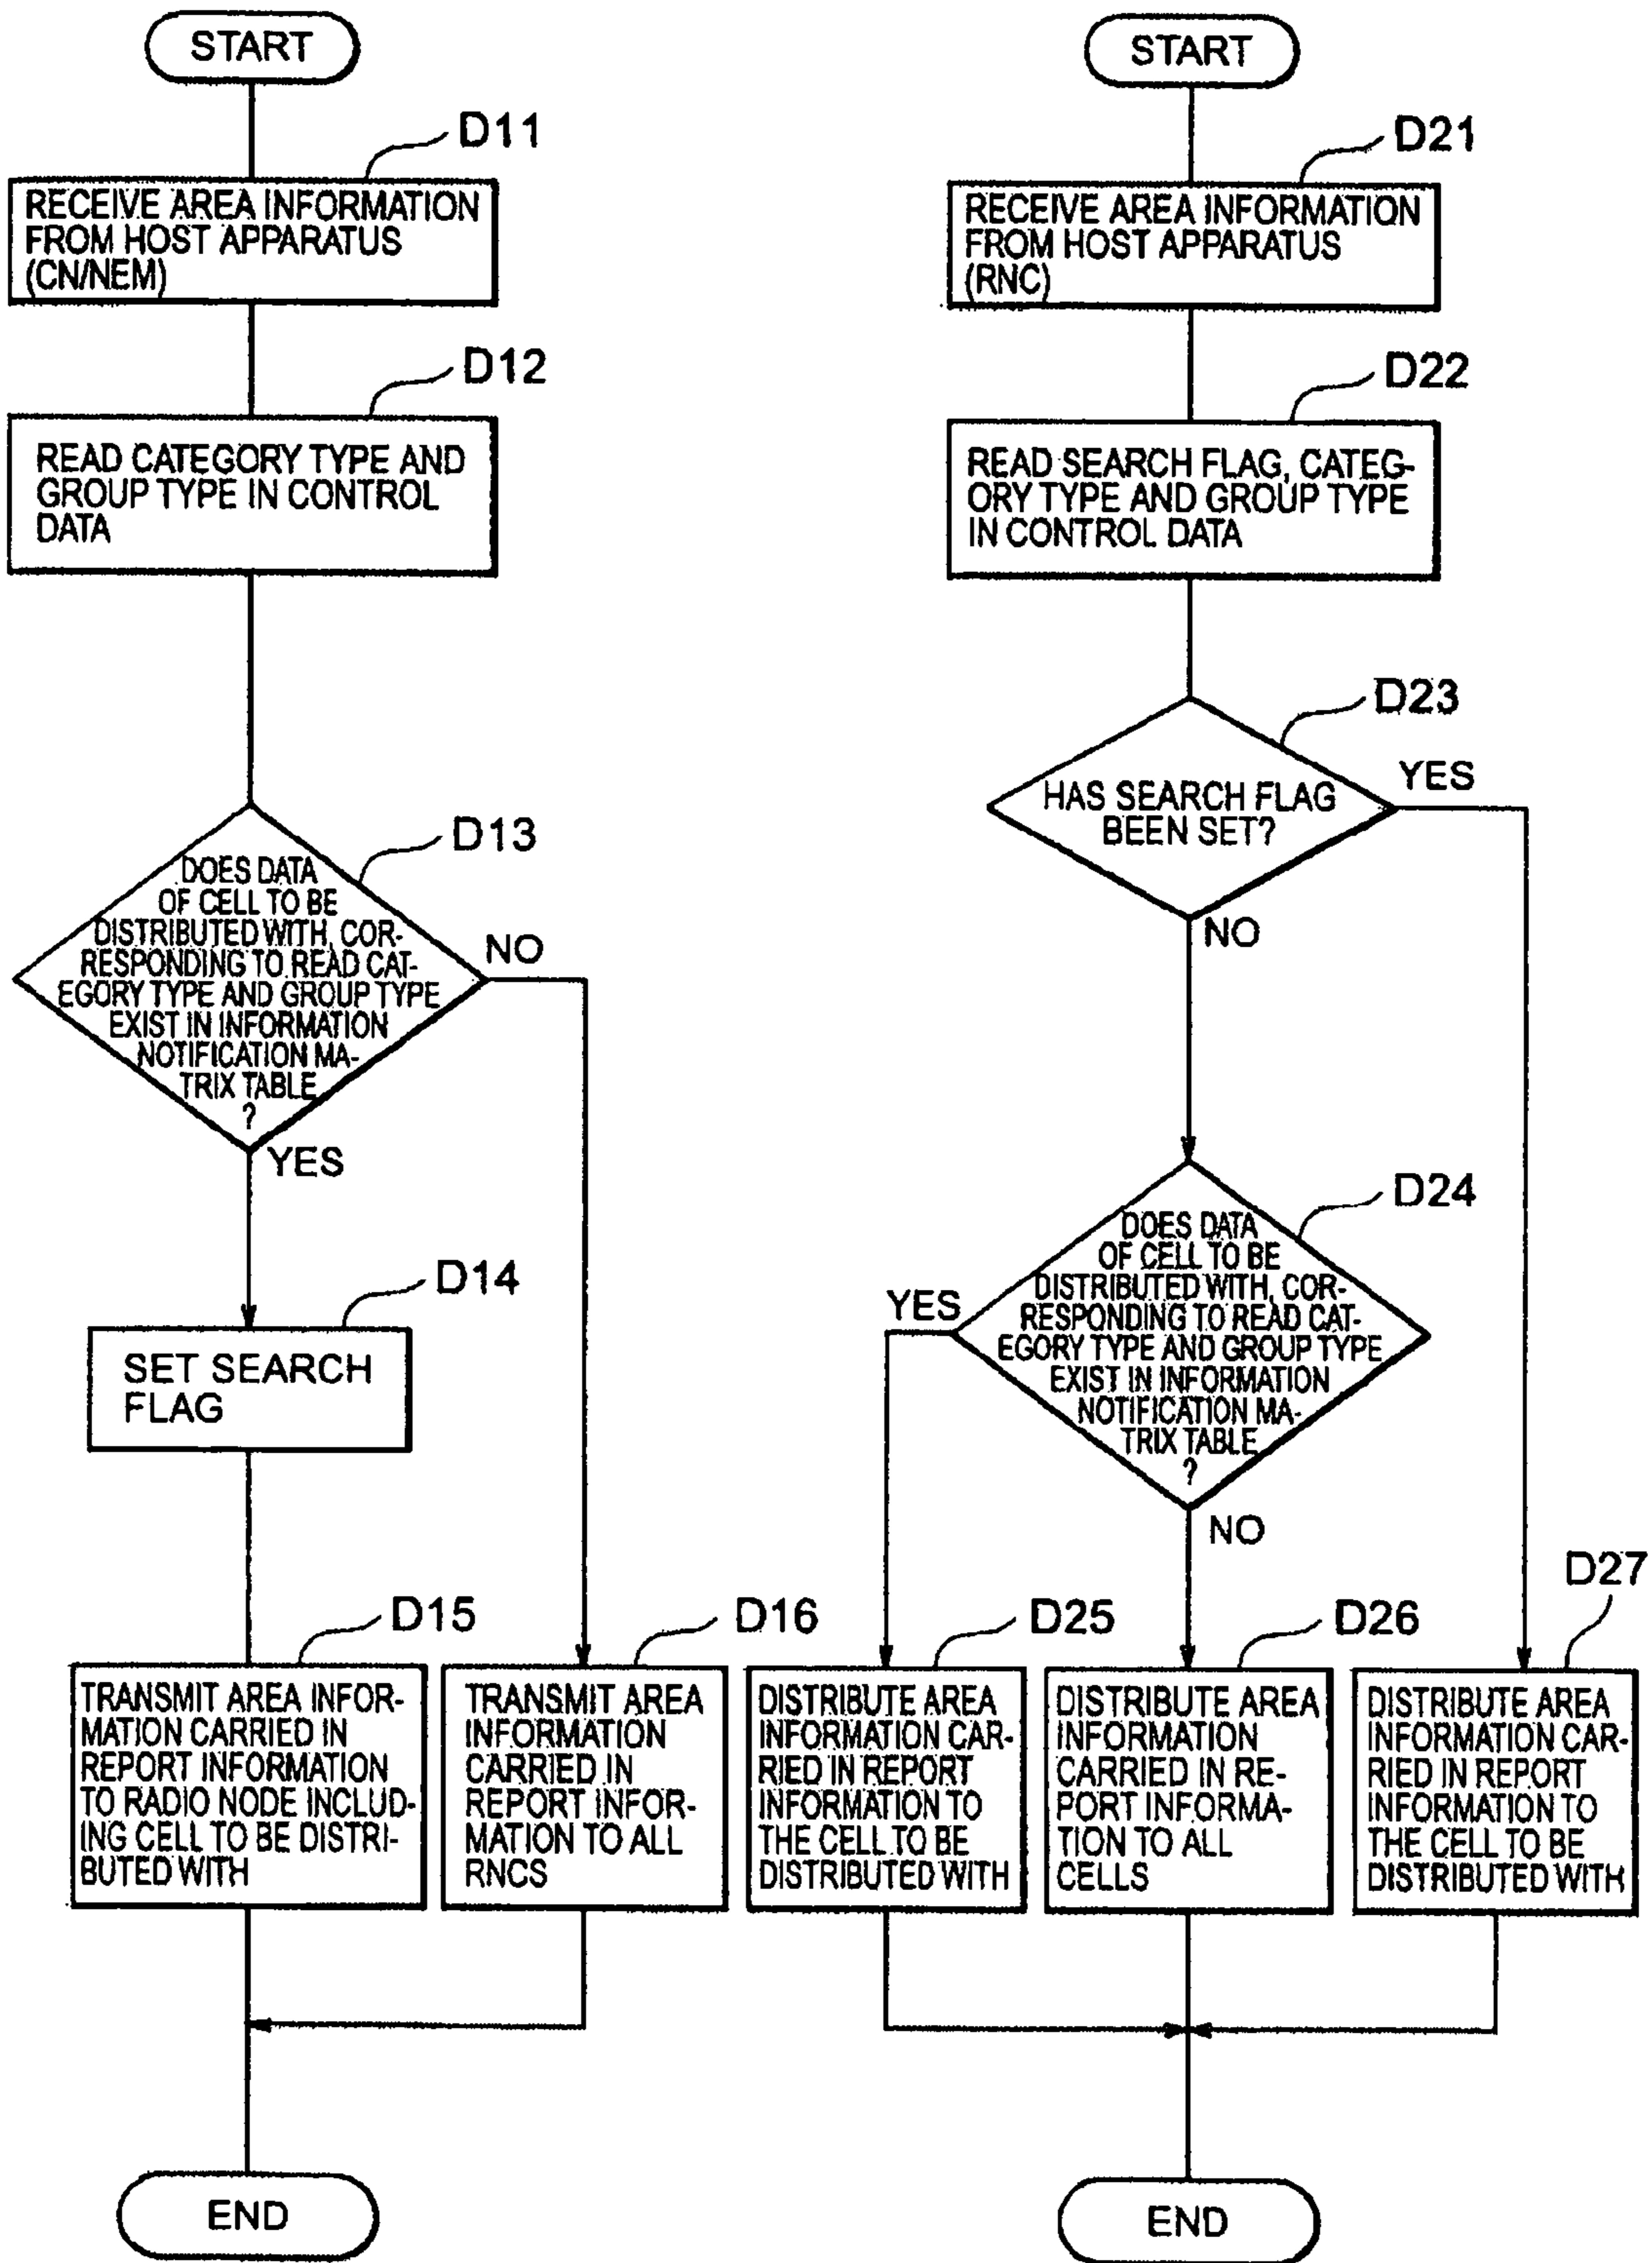 START
D11
RECEIVE AREA INFORMATION
FROM HOST APPARATUS
(CN/NEM)
D12
READ CATEGORY TYPE AND
GROUP TYPE IN CONTROL
DATA
D13
DOES DATA
OF CELL TO BE
DISTRIBUTED WITH, COR-
RESPONDING TO READ CAT-
EGORY TYPE AND GROUP TYPE
EXIST IN INFORMATION
NOTIFICATION MA-
TRIX TABLE
?
NO
YES
D14
SET SEARCH
FLAG
D15
TRANSMIT AREA INFOR-
MATION CARRIED IN
REPORT INFORMATION
TO RADIO NODE INCLUD-
ING CELL TO BE DISTRI-
BUTED WITH
D16
TRANSMIT AREA
INFORMATION
CARRIED IN
REPORT INFOR-
MATION TO ALL
RNCS
END
START
D21
RECEIVE AREA INFORMATION
FROM HOST APPARATUS
(RNC)
D22
READ SEARCH FLAG, CATEG-
ORY TYPE AND GROUP TYPE
IN CONTROL DATA
D23
HAS SEARCH FLAG
BEEN SET?
YES
NO
D24
DOES DATA
OF CELL TO BE
DISTRIBUTED WITH, COR-
RESPONDING TO READ CAT-
EGORY TYPE AND GROUP TYPE
EXIST IN INFORMATION
NOTIFICATION MA-
TRIX TABLE
?
YES
NO
D25
DISTRIBUTE AREA
INFORMATION CAR-
RIED IN REPORT
INFORMATION TO
THE CELL TO BE
DISTRIBUTED WITH
D26
DISTRIBUTE AREA
INFORMATION
CARRIED IN RE-
PORT INFORMA-
TION TO ALL
CELLS
D27
DISTRIBUTE AREA
INFORMATION CAR-
RIED IN REPORT
INFORMATION TO
THE CELL TO BE
DISTRIBUTED WITH
END